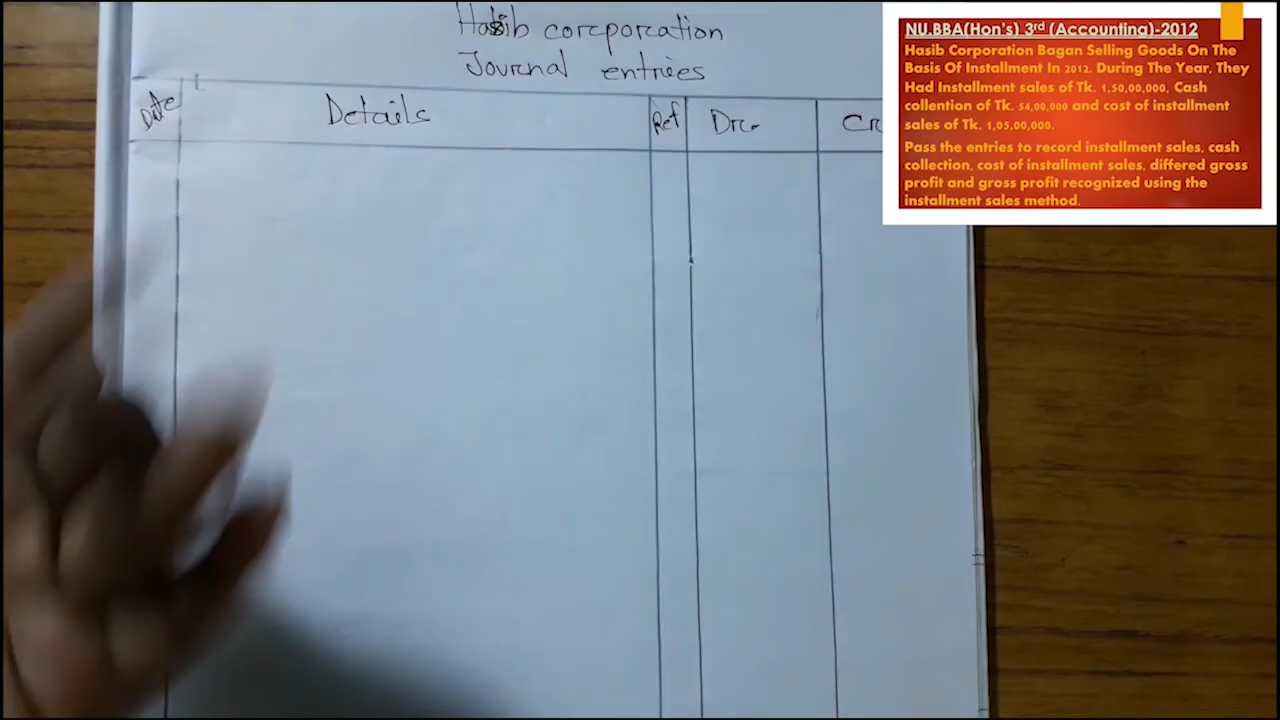 Hasib corporation
Journal entries
Date
Details
Ref
Dr.
Cr
NU.BBA(Hon's) 3rd (Accounting)-2012
Hasib Corporation Bagan Selling Goods On The
Basis Of Installment In 2012. During The Year, They
Had Installment sales of Tk. 1,50,00,000, Cash
collention of Tk. 54,00,000 and cost of installment
sales of Tk. 1,05,00,000.
Pass the entries to record installment sales, cash
collection, cost of installment sales, differed gross
profit and gross profit recognized using the
installment sales method.